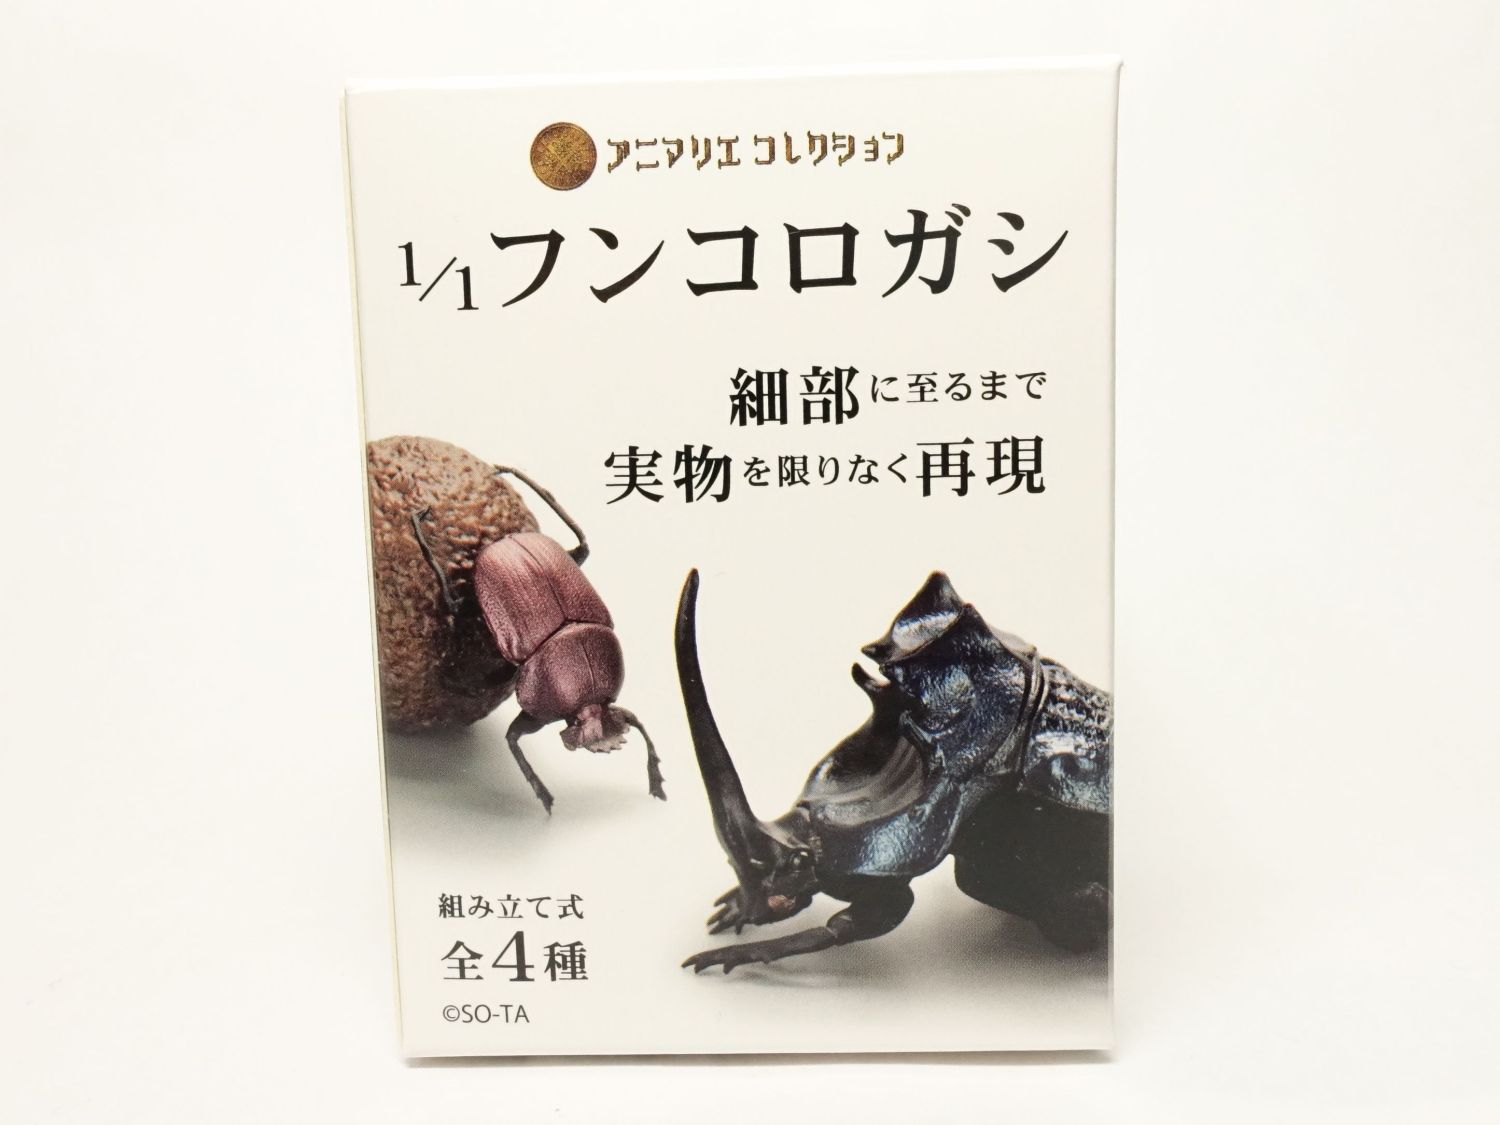 アニマリエ コレクション
1/1フンコロガシ
細部に至るまで
実物を限りなく再現
組み立て式
全4種
©SO-TA